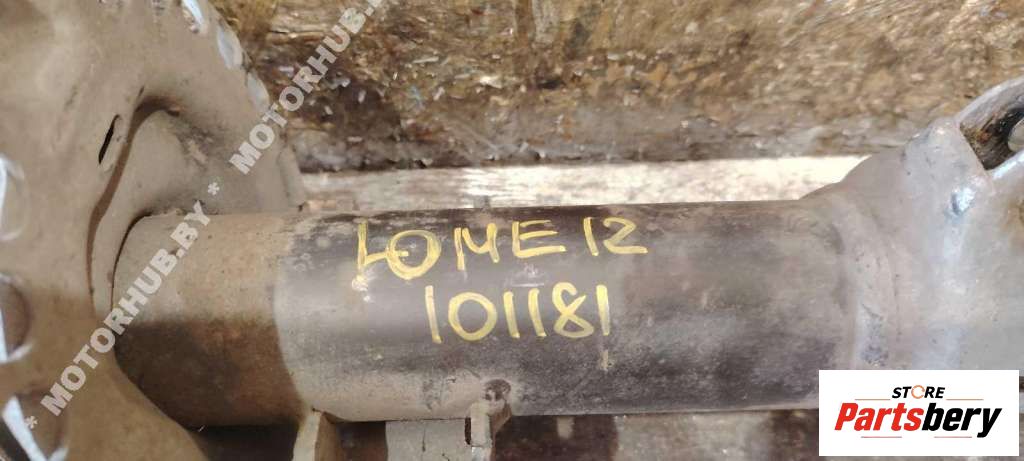 * MOTORHUB.BY * MOTORHUB.BY
LOME12
101181
STORE
Partsbery